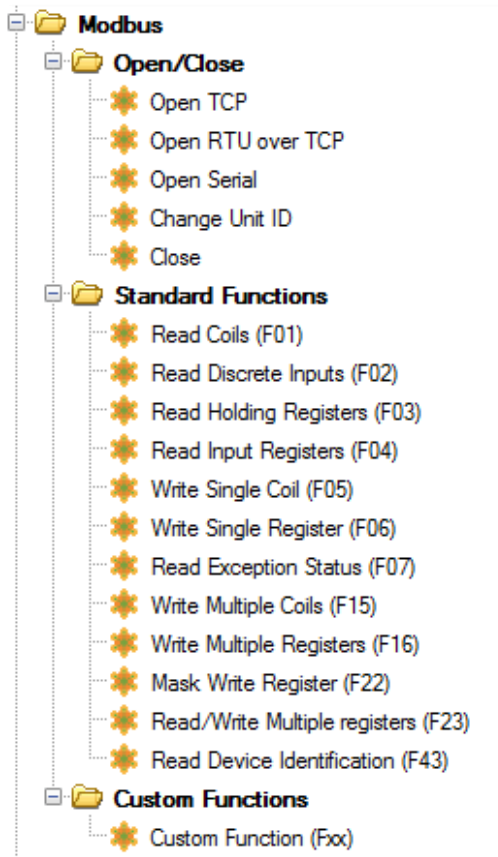 Modbus
Open/Close
Open TCP
Open RTU over TCP
Open Serial
Change Unit ID
Close
Standard Functions
Read Coils (F01)
Read Discrete Inputs (F02)
Read Holding Registers (F03)
Read Input Registers (F04)
Write Single Coil (F05)
Write Single Register (F06)
Read Exception Status (F07)
Write Multiple Coils (F15)
Write Multiple Registers (F16)
Mask Write Register (F22)
Read/Write Multiple registers (F23)
Read Device Identification (F43)
Custom Functions
Custom Function (Fxx)